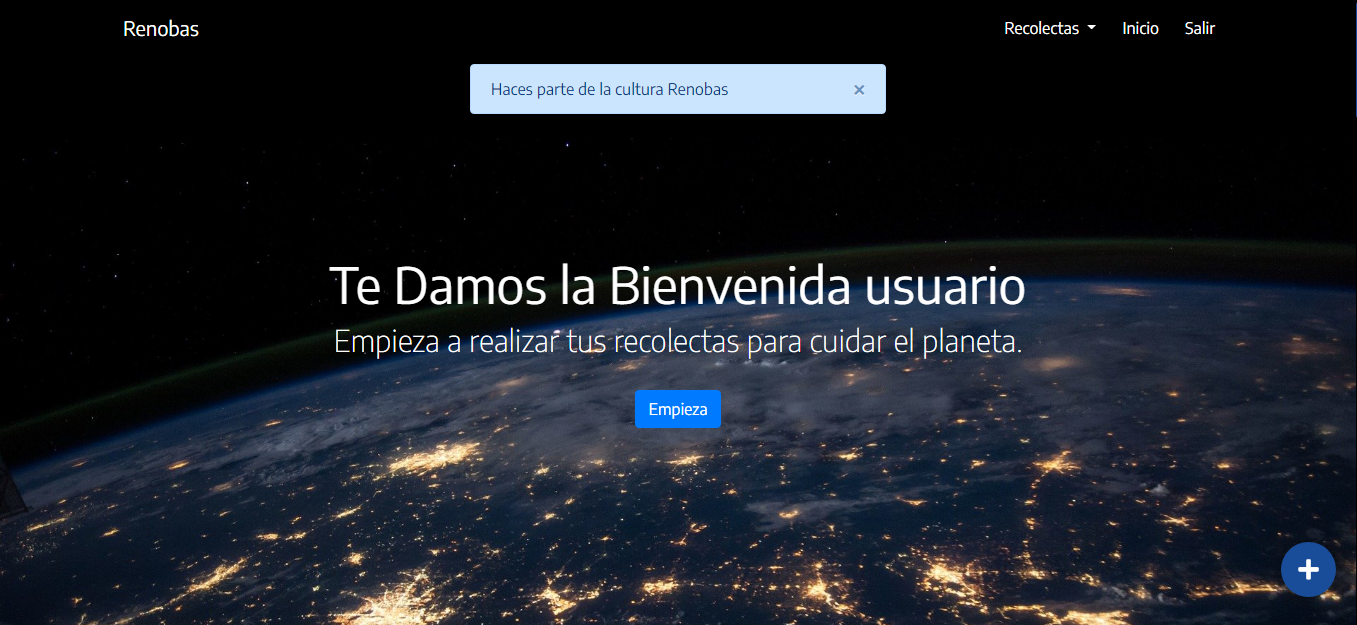 Renobas
Recolectas Inicio Salir
Haces parte de la cultura Renobas ×
Te Damos la Bienvenida usuario
Empieza a realizar tus recolectas para cuidar el planeta.
Empieza
+